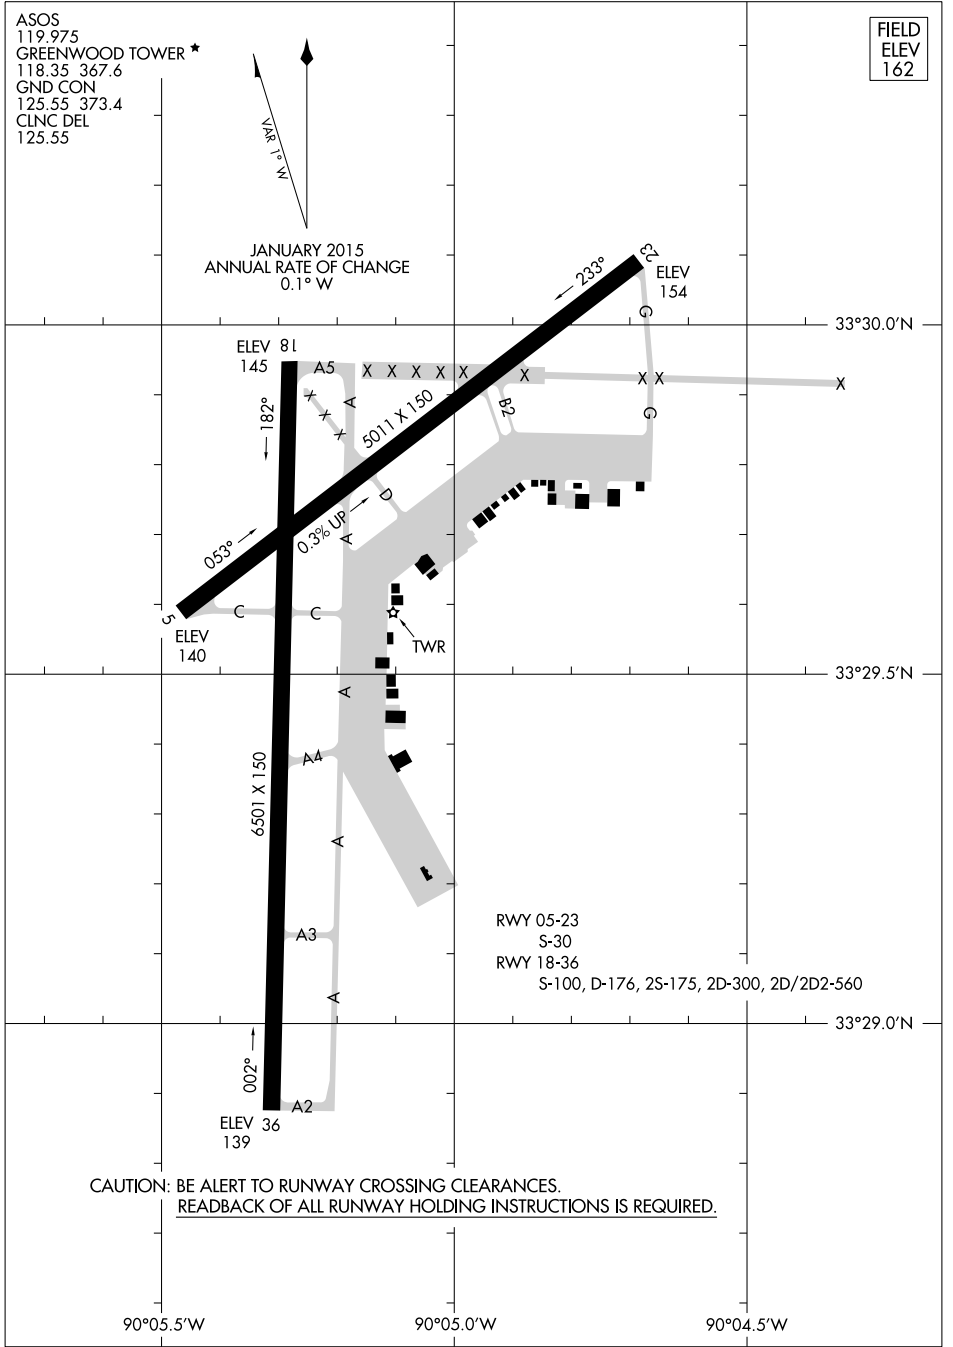 ASOS
119.975
GREENWOOD TOWER ★
118.35 367.6
GND CON
125.55 373.4
CLNC DEL
125.55
FIELD
ELEV
162
VAR 1° W
JANUARY 2015
ANNUAL RATE OF CHANGE
0.1° W
23
233°
ELEV
154
G
33°30.0'N
ELEV
145
18
A5
X X X X X X X X X
182°
A
X
X
X
5011 X 150
B2
G
D
0.3% UP
A
053°
5
C
C
ELEV
140
TWR
33°29.5'N
A
A4
6501 X 150
A
A3
RWY 05-23
S-30
RWY 18-36
S-100, D-176, 2S-175, 2D-300, 2D/2D2-560
A
33°29.0'N
002°
A2
ELEV
139
36
CAUTION: BE ALERT TO RUNWAY CROSSING CLEARANCES.
READBACK OF ALL RUNWAY HOLDING INSTRUCTIONS IS REQUIRED.
90°05.5'W
90°05.0'W
90°04.5'W